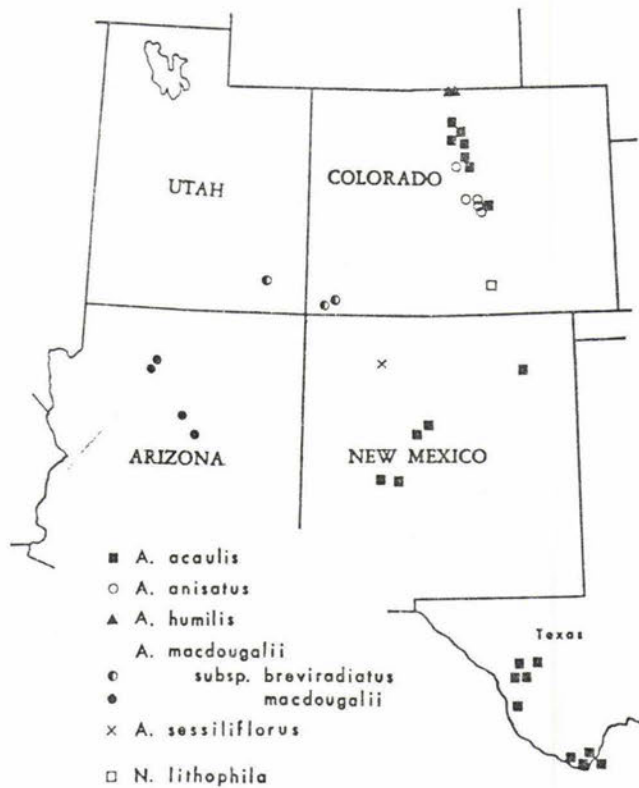 UTAH
COLORADO
ARIZONA
NEW MEXICO
Texas
A. acaulis
A. anisatus
A. humilis
A. macdougalii
subsp. breviradiatus
macdougalii
A. sessiliflorus
N. lithophila